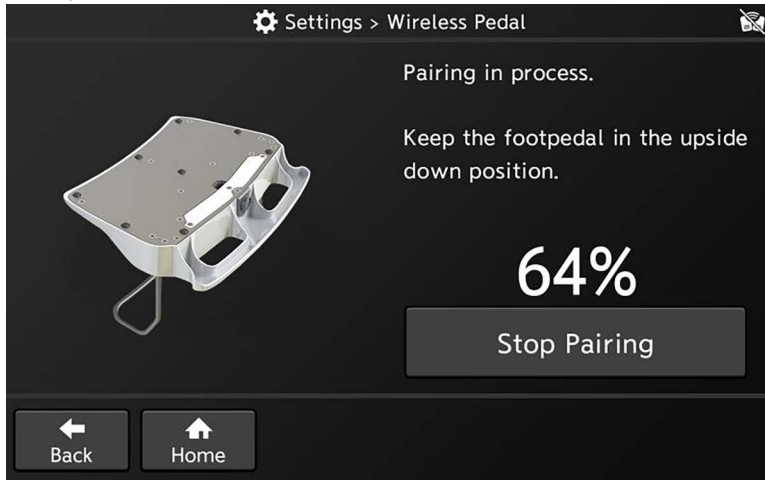 Settings > Wireless Pedal
Pairing in process.
Keep the footpedal in the upside
down position.
64%
Stop Pairing
Back
Home